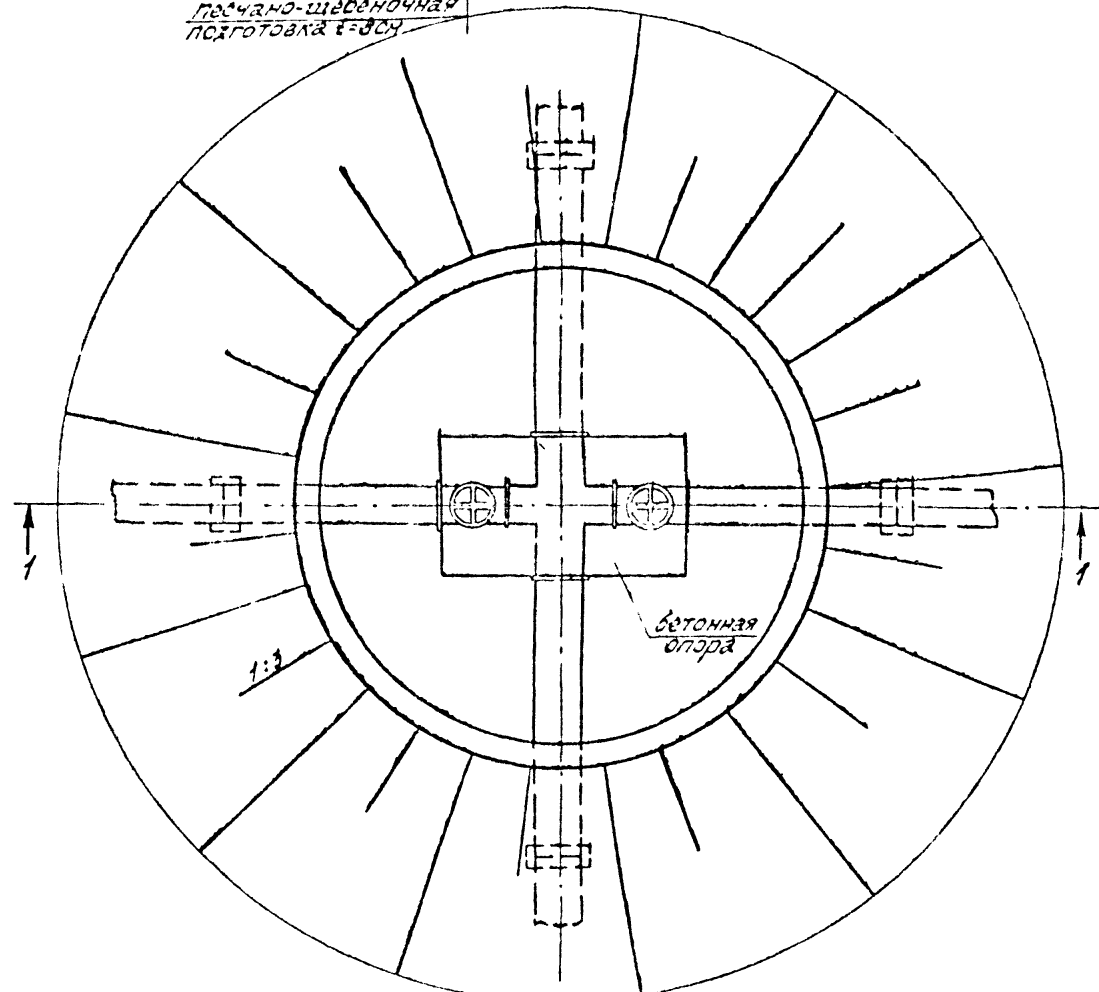 песчано-щебеночная
подготовка t=8см
1
1
бетонная
опора
1:3